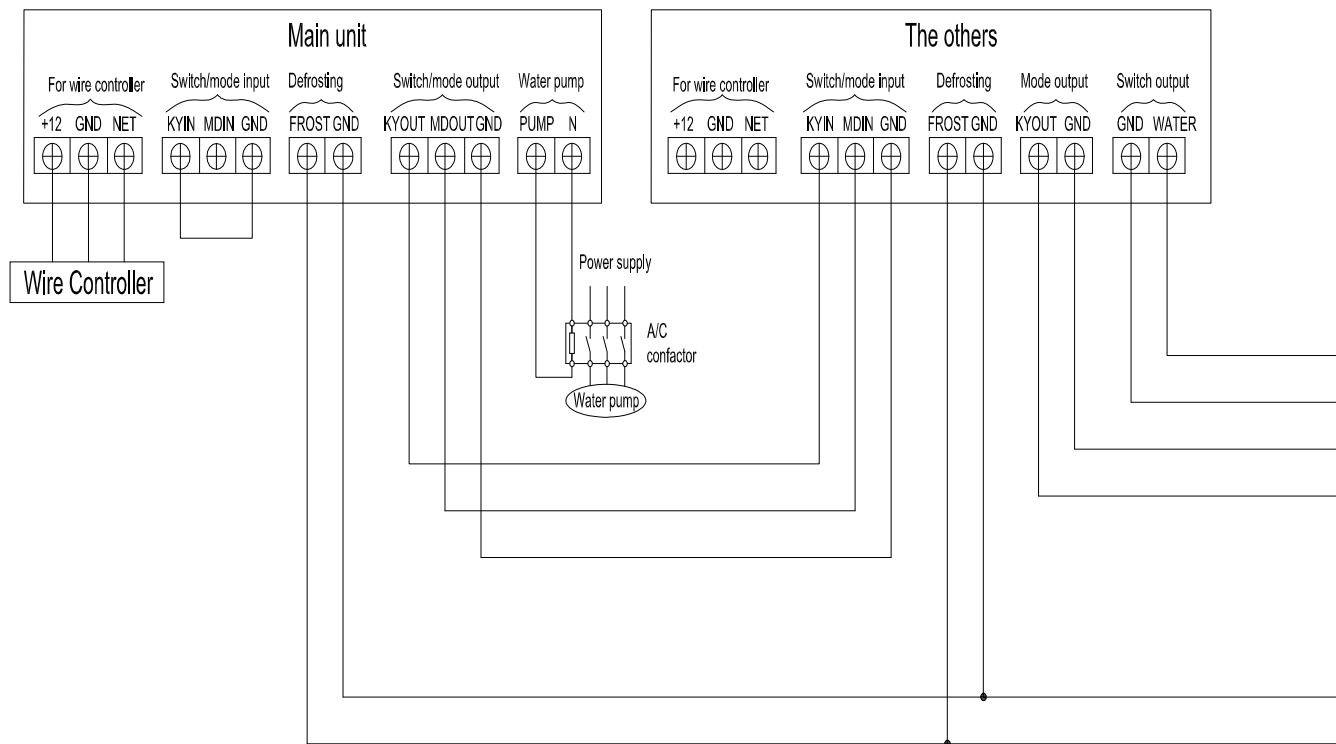 Main unit
For wire controller
Switch/mode input
Defrosting
Switch/mode output
Water pump
+12 GND NET
KYIN MDIN GND
FROST GND
KYOUT MDOUT GND
PUMP N
Wire Controller
Power supply
A/C
confactor
Water pump
The others
For wire controller
Switch/mode input
Defrosting
Mode output
Switch output
+12 GND NET
KYIN MDIN GND
FROST GND
KYOUT GND
GND WATER